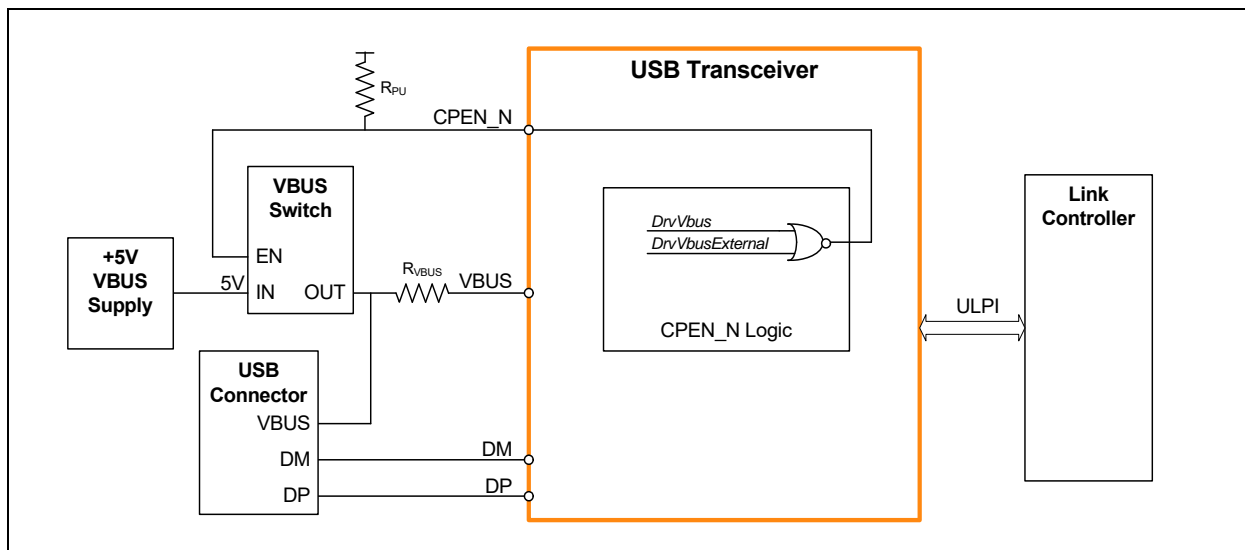 USB Transceiver
RPU
CPEN_N
VBUS
Switch
EN
5V
IN
OUT
+5V
VBUS
Supply
RVBUS
VBUS
DrvVbus
DrvVbusExternal
CPEN_N Logic
Link
Controller
ULPI
USB
Connector
VBUS
DM
DP
DM
DP